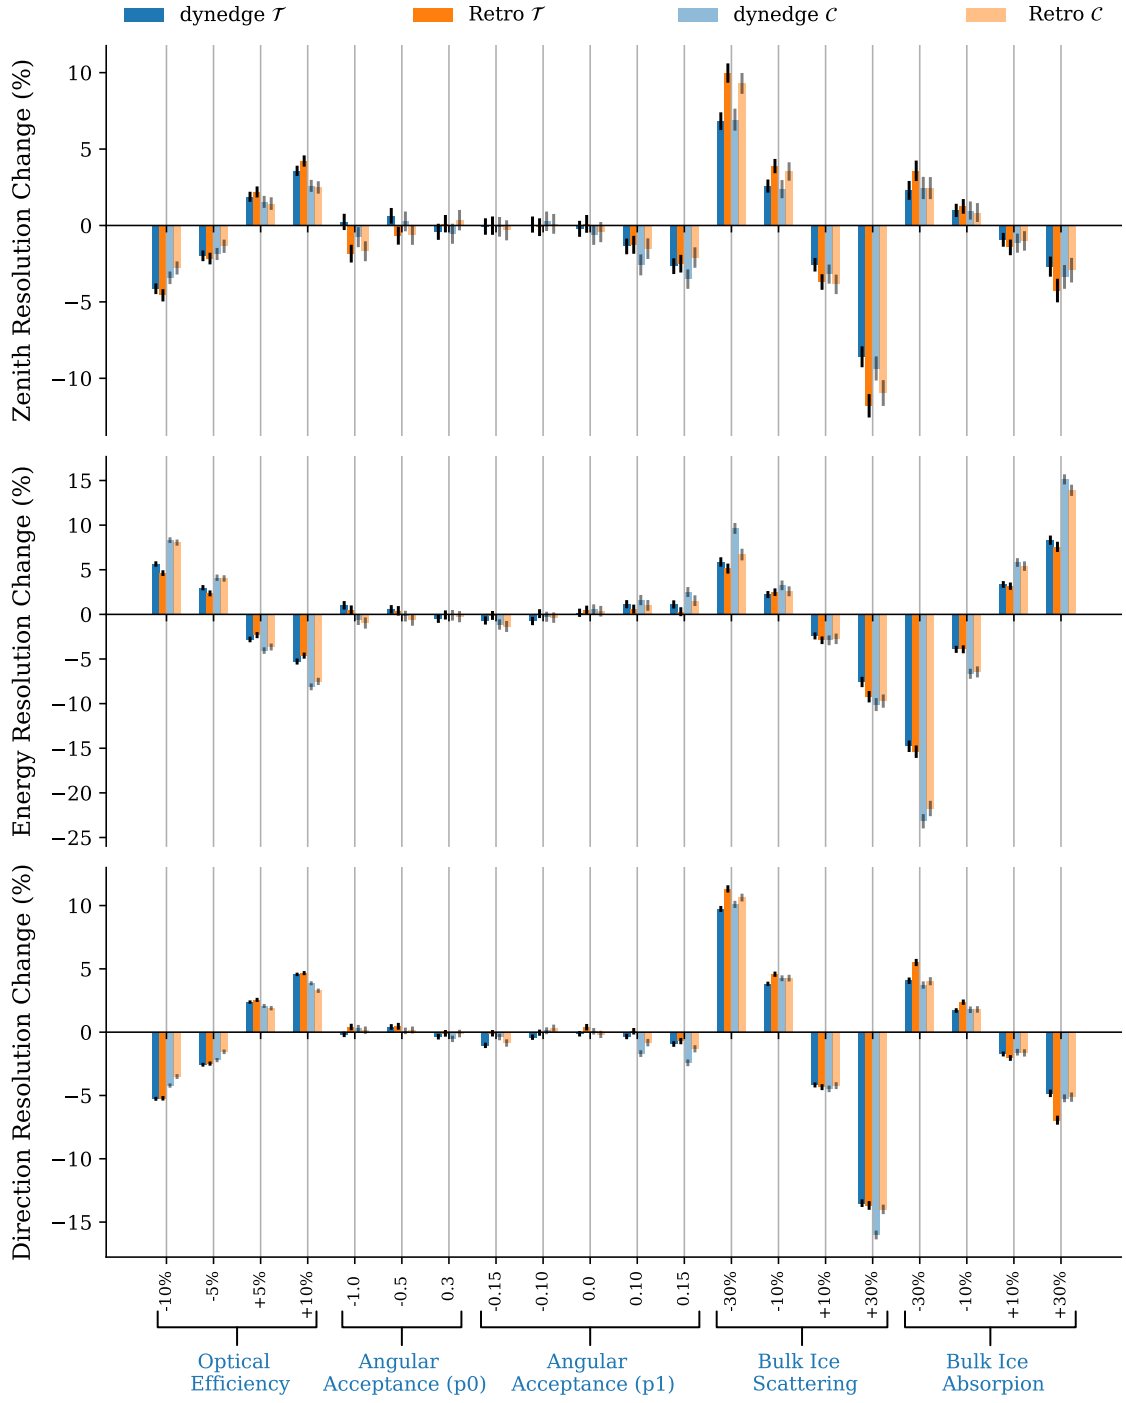 dynedge 𝒯 Retro 𝒯 dynedge 𝒞 Retro 𝒞
Zenith Resolution Change (%)
10
5
0
−5
−10
Energy Resolution Change (%)
15
10
5
0
−5
−10
−15
−20
−25
Direction Resolution Change (%)
10
5
0
−5
−10
−15
-10% -5% +5% +10% -1.0 -0.5 0.3 -0.15 -0.10 0.0 0.10 0.15 -30% -10% +10% +30% -30% -10% +10% +30%
Optical Efficiency
Angular Acceptance (p0)
Angular Acceptance (p1)
Bulk Ice Scattering
Bulk Ice Absorpion